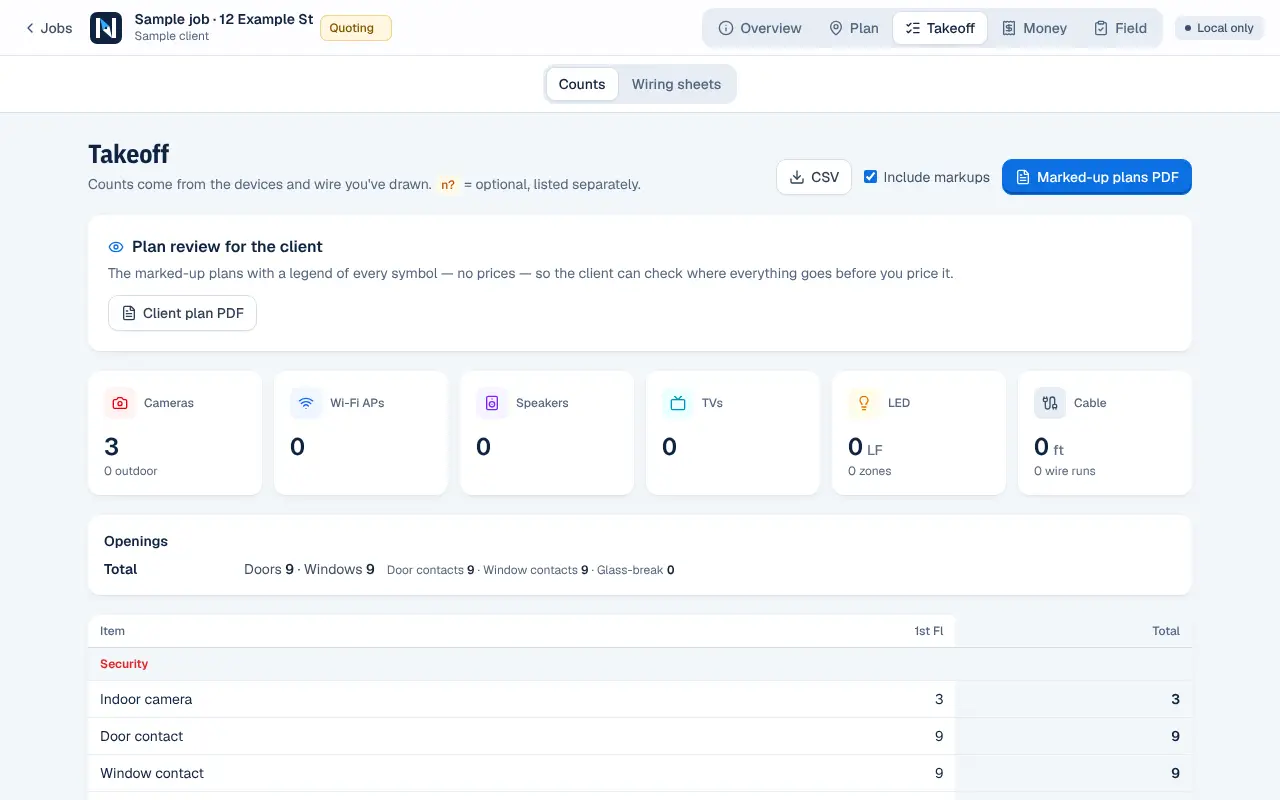 Jobs
Sample job · 12 Example St
Sample client
Quoting
Overview
Plan
Takeoff
Money
Field
Local only
Counts
Wiring sheets
Takeoff
Counts come from the devices and wire you've drawn. n? = optional, listed separately.
CSV
Include markups
Marked-up plans PDF
Plan review for the client
The marked-up plans with a legend of every symbol — no prices — so the client can check where everything goes before you price it.
Client plan PDF
Cameras
3
0 outdoor
Wi-Fi APs
0
Speakers
0
TVs
0
LED
0 LF
0 zones
Cable
0 ft
0 wire runs
Openings
Total Doors 9 · Windows 9 Door contacts 9 · Window contacts 9 · Glass-break 0
Item 1st Fl Total
Security
Indoor camera 3 3
Door contact 9 9
Window contact 9 9